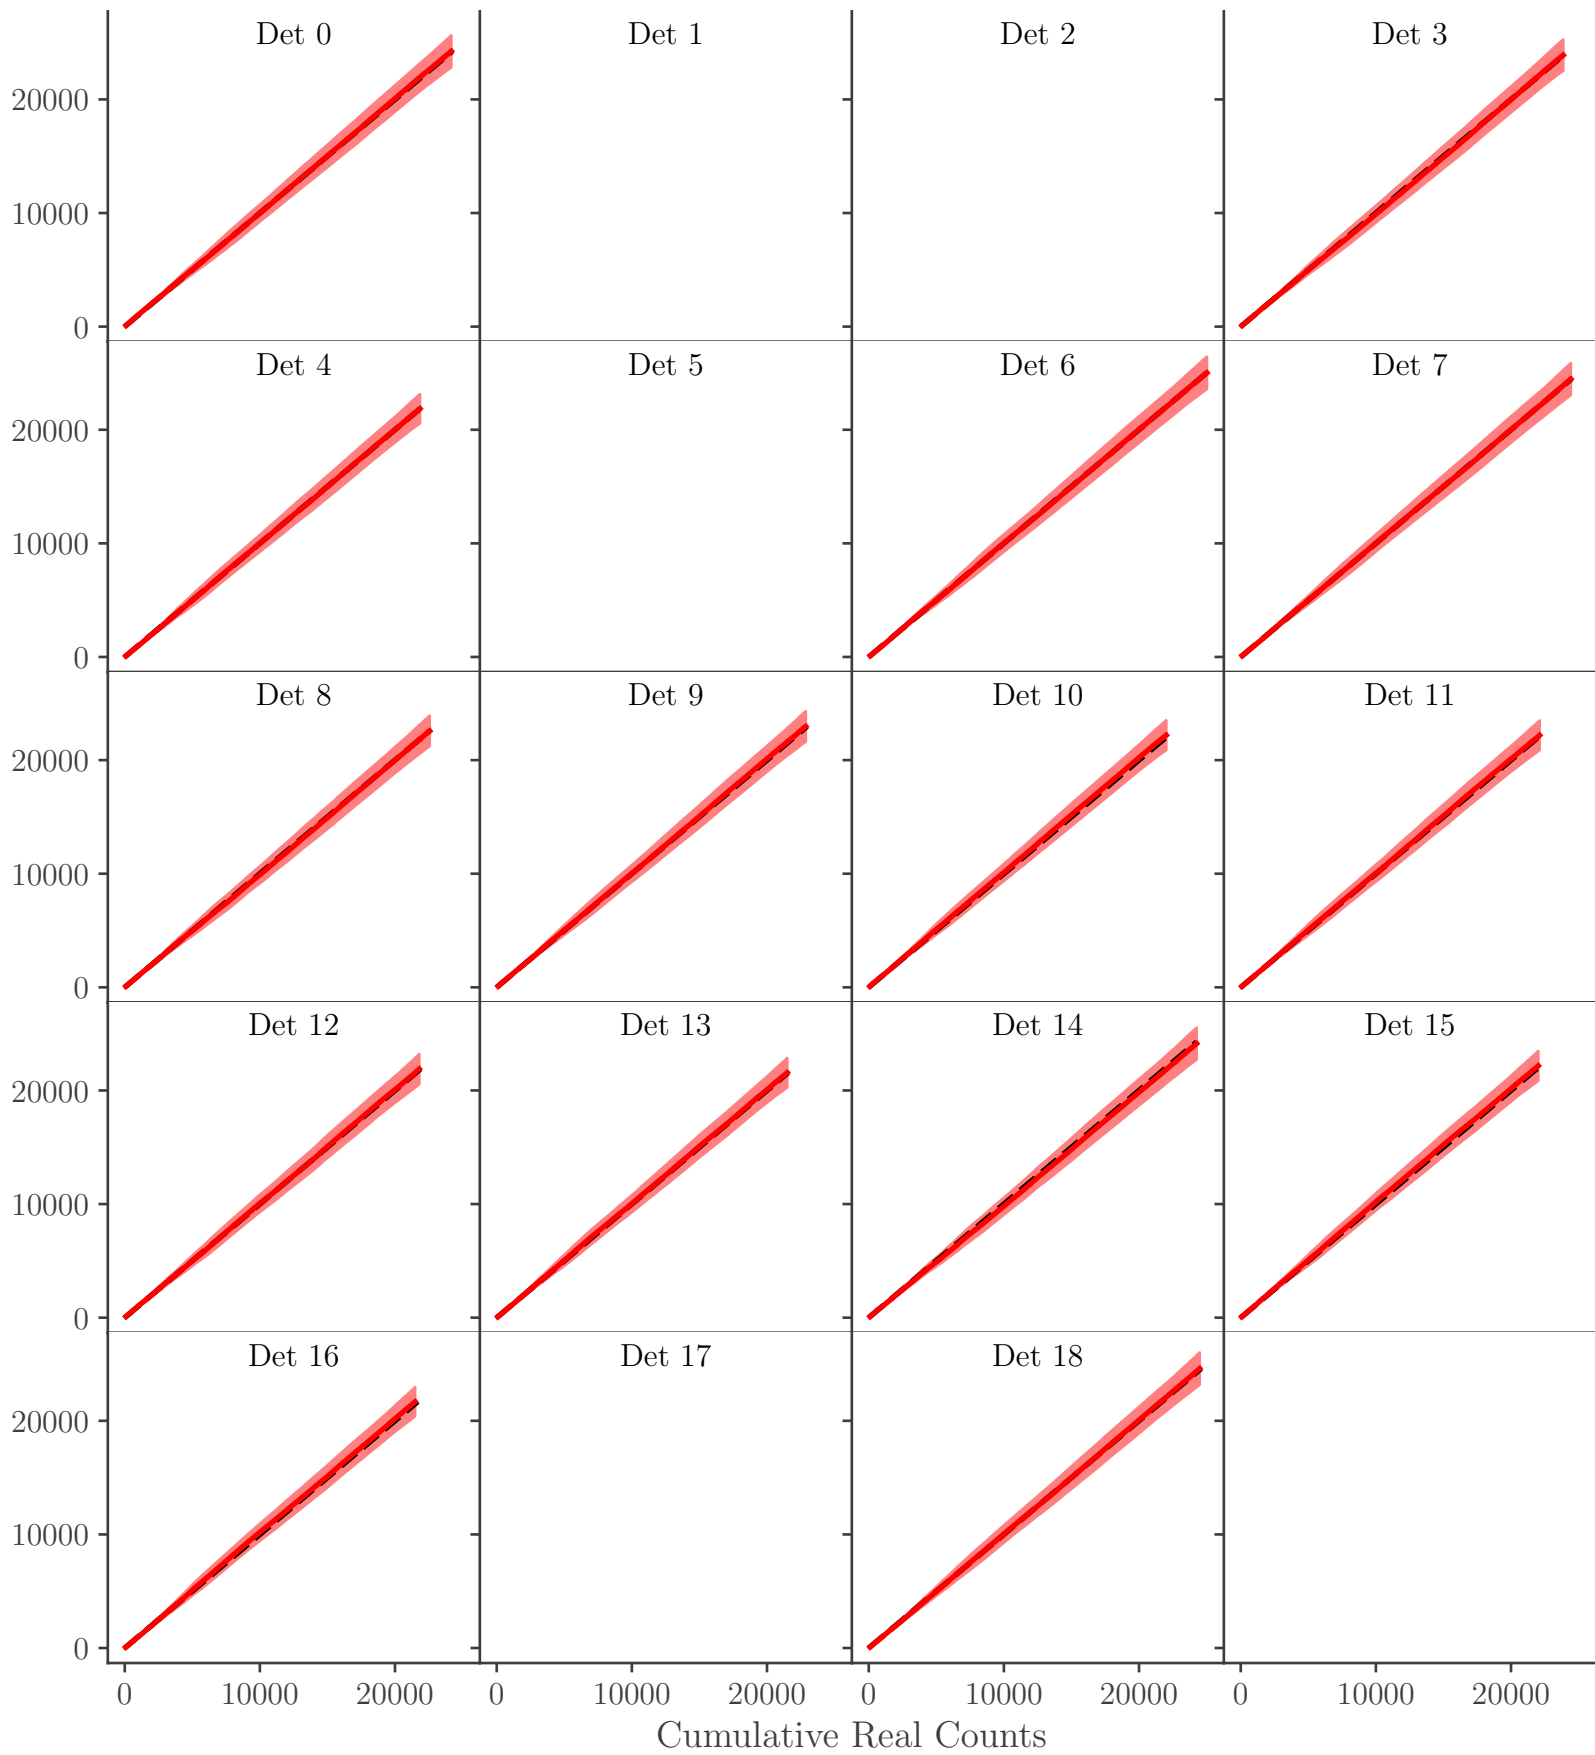 Det 0 Det 1 Det 2 Det 3
20000
10000
0
Det 4 Det 5 Det 6 Det 7
20000
10000
0
Det 8 Det 9 Det 10 Det 11
20000
10000
0
Det 12 Det 13 Det 14 Det 15
20000
10000
0
Det 16 Det 17 Det 18
20000
10000
0
0 10000 20000 0 10000 20000 0 10000 20000 0 10000 20000
Cumulative Real Counts